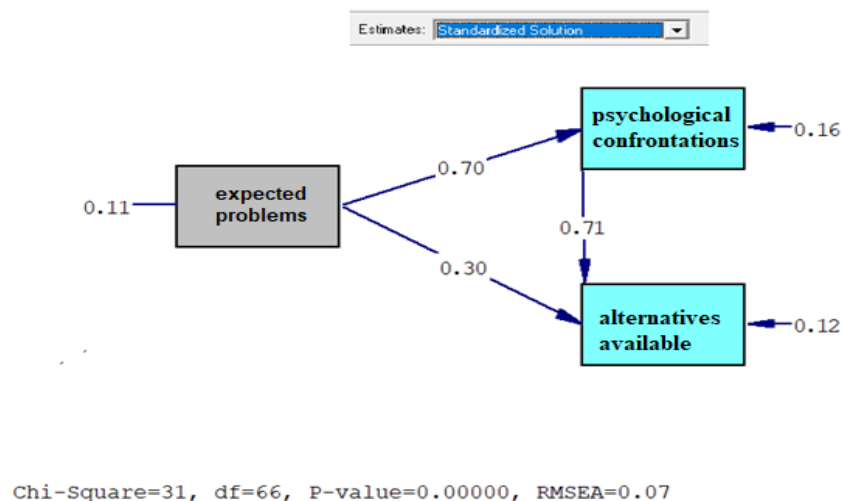 Estimates: Standardized Solution
psychological
confrontations
0.16
0.70
expected
problems
0.11
0.71
0.30
alternatives
available
0.12
Chi-Square=31, df=66, P-value=0.00000, RMSEA=0.07